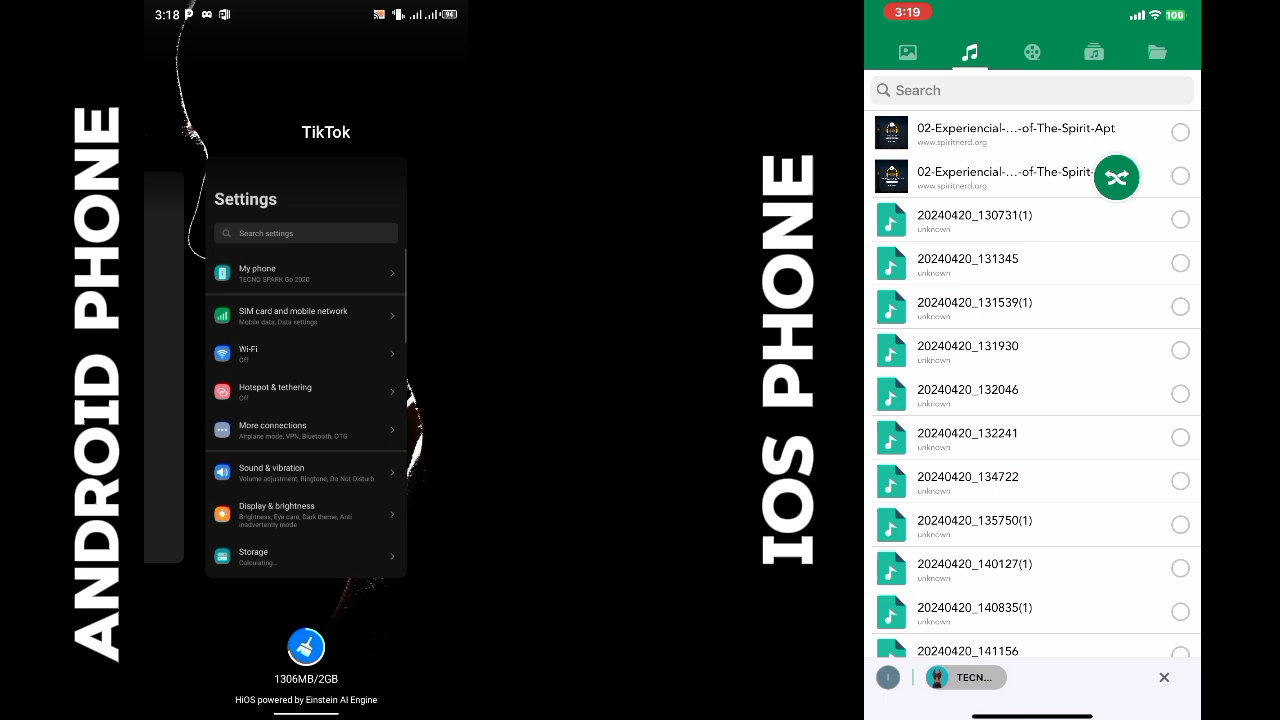 ANDROID PHONE
3:18
94
TikTok
Settings
Search settings
My phone
TECNO SPARK Go 2020
SIM card and mobile network
Mobile data, Data settings
Wi-Fi
Off
Hotspot & tethering
Off
More connections
Airplane mode, VPN, Bluetooth, OTG
Sound & vibration
Volume adjustment, Ringtone, Do Not Disturb
Display & brightness
Brightness, Eye care, Dark theme, Anti
inadvertently mode
Storage
Calculating...
1306MB/2GB
HiOS powered by Einstein AI Engine
IOS PHONE
3:19
100
Search
02-Experiencial-...-of-The-Spirit-Apt
www.spiritnerd.org
02-Experiencial-...-of-The-Spirit-
www.spiritnerd.org
20240420_130731(1)
unknown
20240420_131345
unknown
20240420_131539(1)
unknown
20240420_131930
unknown
20240420_132046
unknown
20240420_132321
unknown
20240420_134722
unknown
20240420_135750(1)
unknown
20240420_140127(1)
unknown
20240420_140835(1)
unknown
20240420_141156
I
TECN...